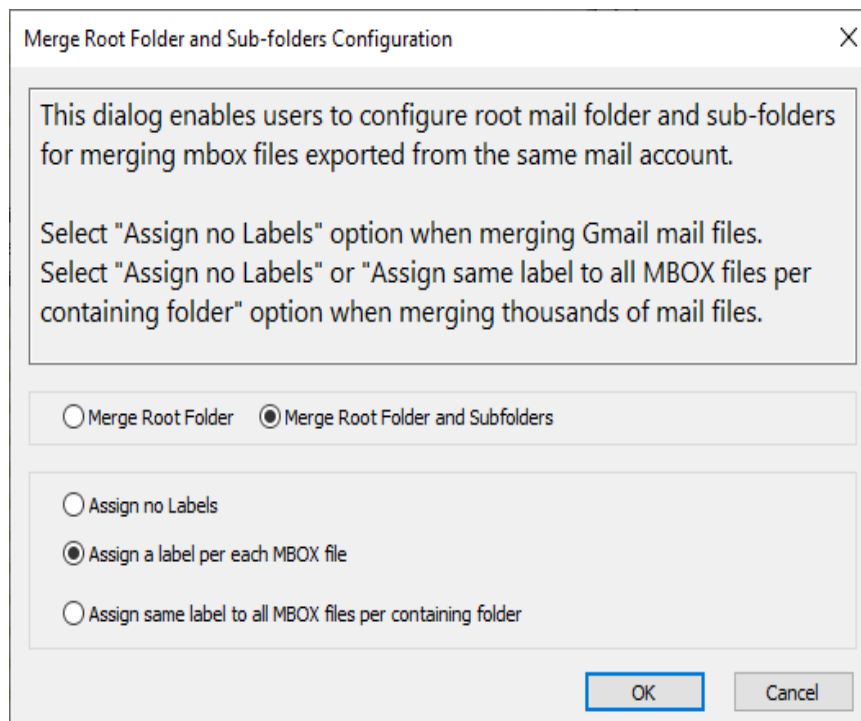 Merge Root Folder and Sub-folders Configuration
This dialog enables users to configure root mail folder and sub-folders
for merging mbox files exported from the same mail account.
Select "Assign no Labels" option when merging Gmail mail files.
Select "Assign no Labels" or "Assign same label to all MBOX files per
containing folder" option when merging thousands of mail files.
Merge Root Folder Merge Root Folder and Subfolders
Assign no Labels
Assign a label per each MBOX file
Assign same label to all MBOX files per containing folder
OK Cancel